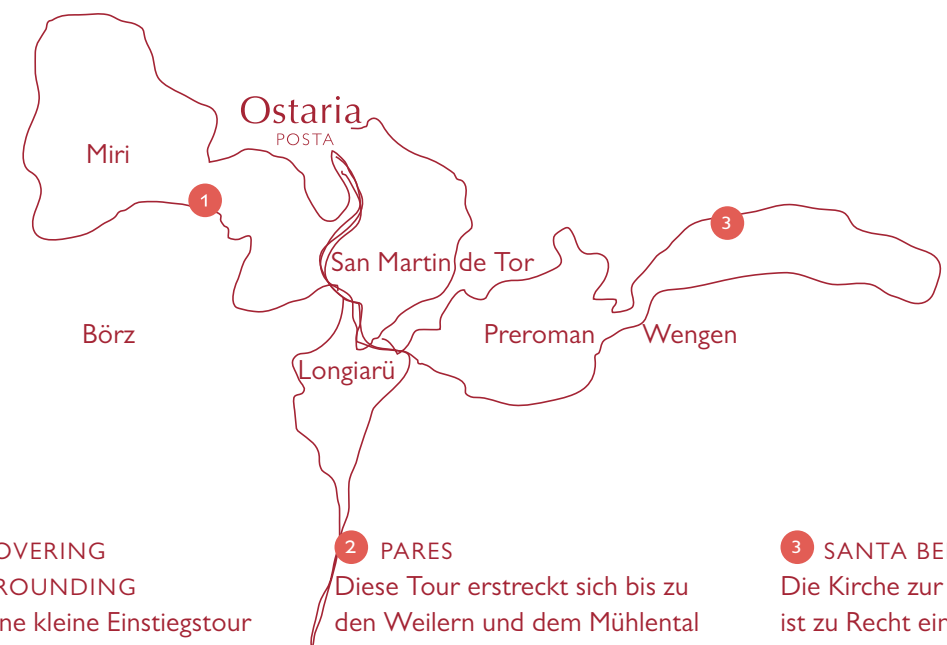 Ostaria
POSTA
Miri
1
3
San Martin de Tor
Börz
Preroman
Wengen
Longiarü
OVERING
ROUNDING
ne kleine Einstiegstour
2 PARES
Diese Tour erstreckt sich bis zu
den Weilern und dem Mühlental
3 SANTA BE
Die Kirche zur
ist zu Recht ein